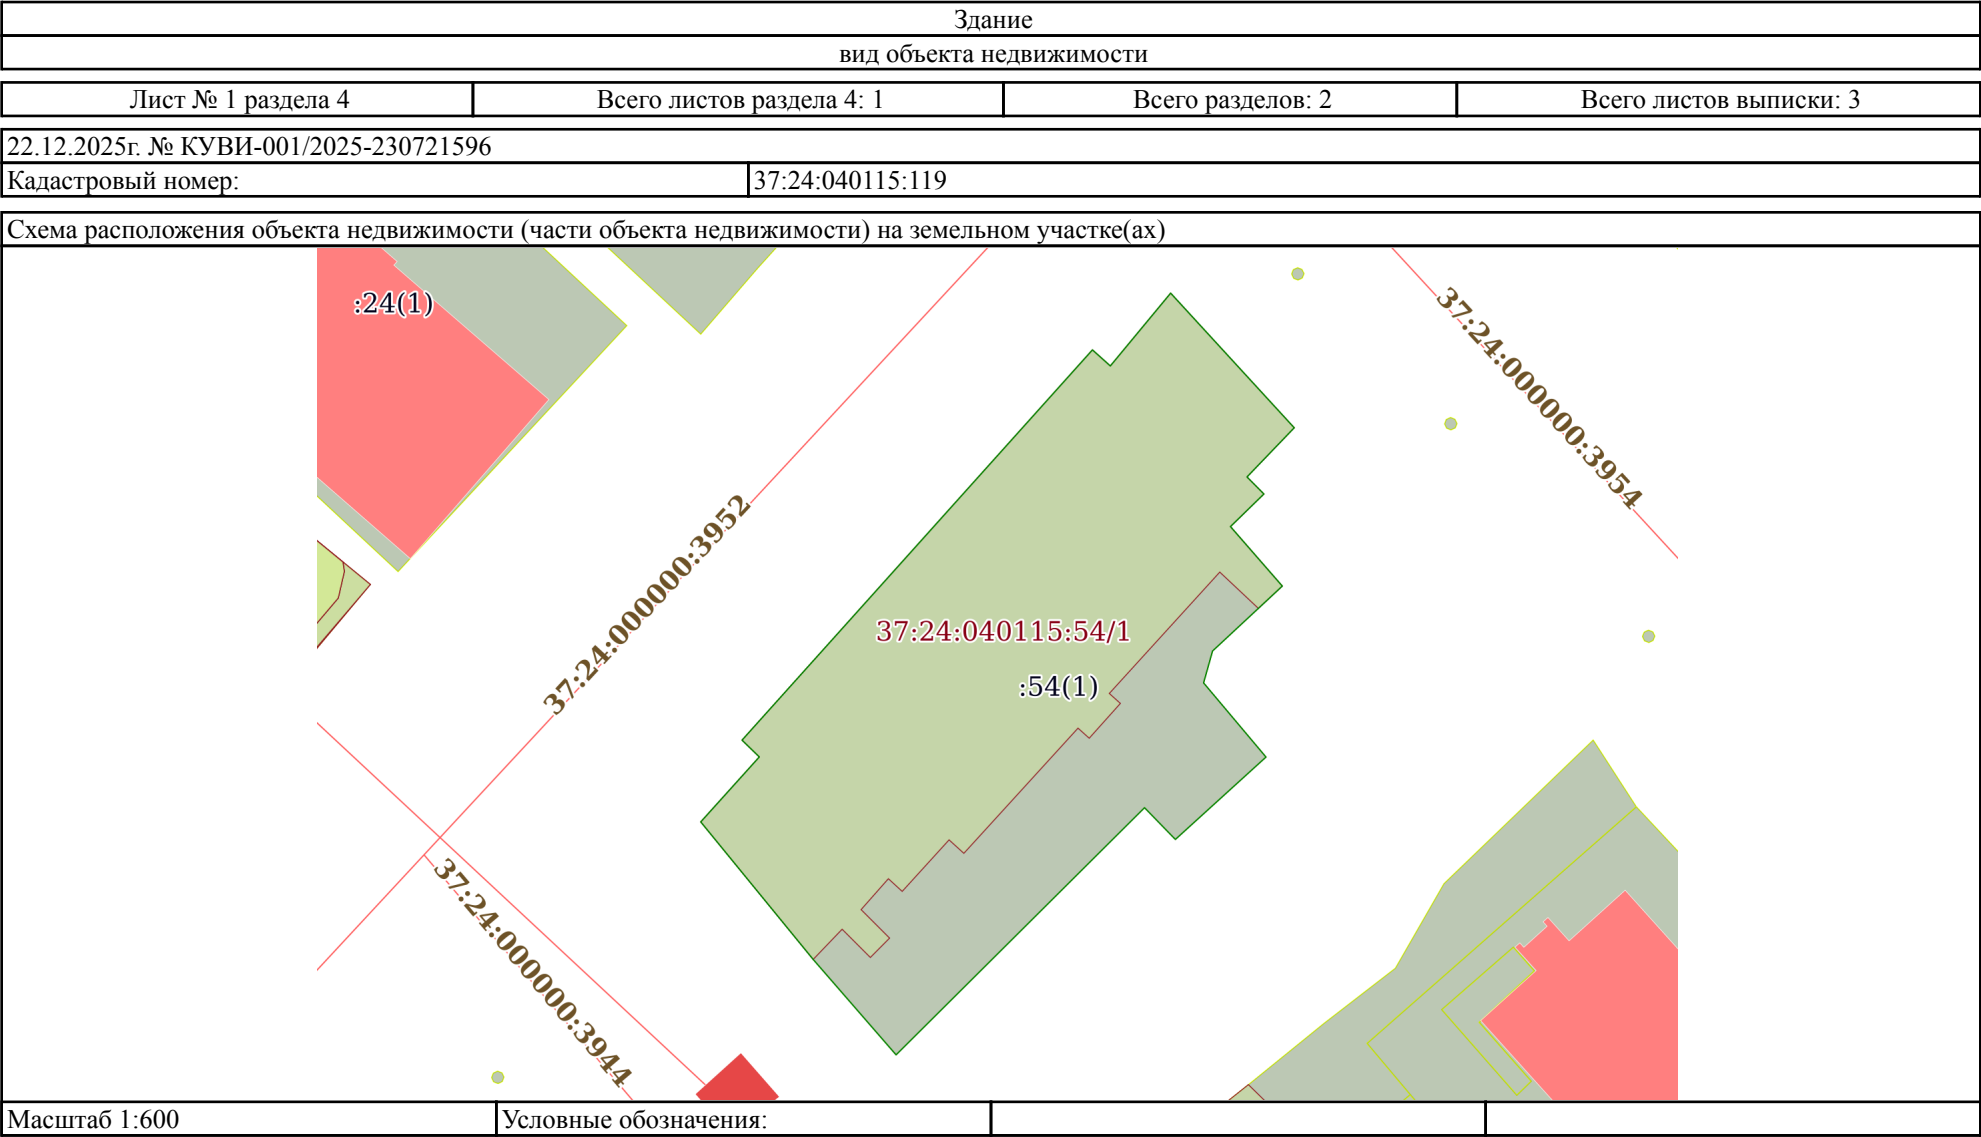 Здание
вид объекта недвижимости
Лист № 1 раздела 4
Всего листов раздела 4: 1
Всего разделов: 2
Всего листов выписки: 3
22.12.2025г. № КУВИ-001/2025-230721596
Кадастровый номер:
37:24:040115:119
Схема расположения объекта недвижимости (части объекта недвижимости) на земельном участке(ах)
:24(1)
37:24:000000:3954
37:24:000000:3952
37:24:040115:54/1
:54(1)
37:24:000000:3944
Масштаб 1:600
Условные обозначения: